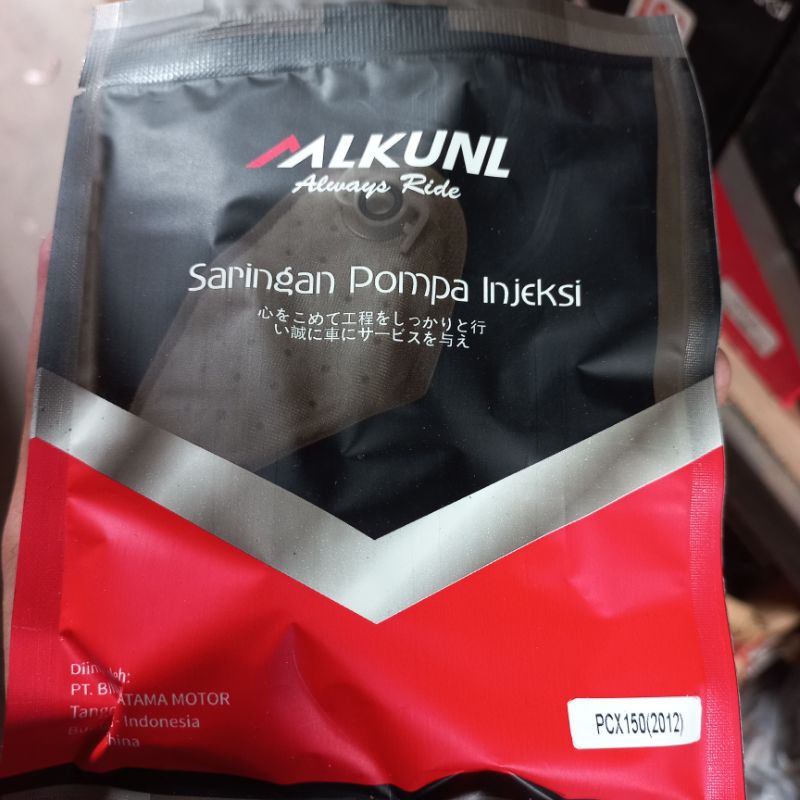 ALKUNL
Always Ride
Saringan Pompa Injeksi
心をこめて工程をしっかりと行
い誠に車にサービスを与え
PT. ATAMA MOTOR
Indonesia
PCX150(2012)